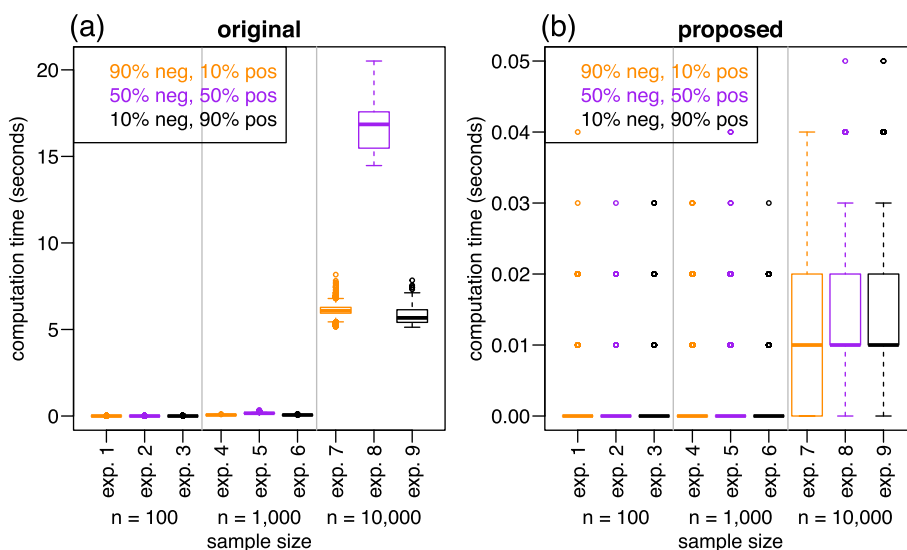 (a)
original
90% neg, 10% pos
50% neg, 50% pos
10% neg, 90% pos
computation time (seconds)
20
15
10
5
0
exp. 1
exp. 2
exp. 3
exp. 4
exp. 5
exp. 6
exp. 7
exp. 8
exp. 9
n = 100
n = 1,000
n = 10,000
sample size
(b)
proposed
90% neg, 10% pos
50% neg, 50% pos
10% neg, 90% pos
computation time (seconds)
0.05
0.04
0.03
0.02
0.01
0.00
exp. 1
exp. 2
exp. 3
exp. 4
exp. 5
exp. 6
exp. 7
exp. 8
exp. 9
n = 100
n = 1,000
n = 10,000
sample size